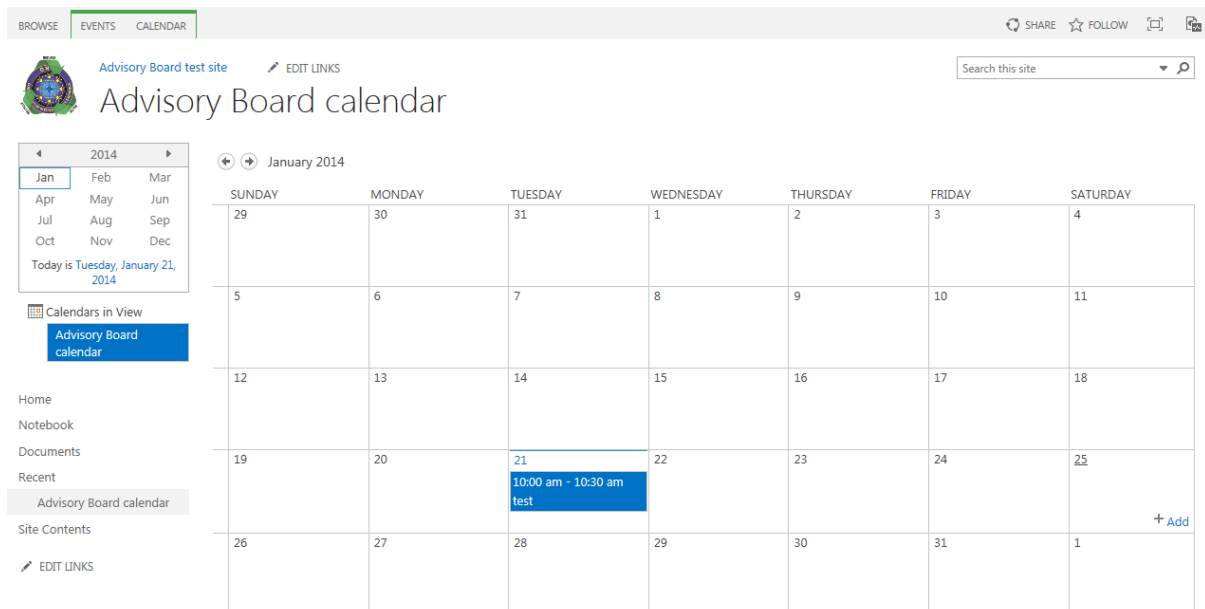 BROWSE EVENTS CALENDAR SHARE FOLLOW
Advisory Board test site EDIT LINKS
Search this site
Advisory Board calendar
2014
Jan Feb Mar
Apr May Jun
Jul Aug Sep
Oct Nov Dec
Today is Tuesday, January 21,
2014
Calendars in View
Advisory Board
calendar
Home
Notebook
Documents
Recent
Advisory Board calendar
Site Contents
EDIT LINKS
January 2014
SUNDAY MONDAY TUESDAY WEDNESDAY THURSDAY FRIDAY SATURDAY
29 30 31 1 2 3 4
5 6 7 8 9 10 11
12 13 14 15 16 17 18
19 20 21 22 23 24 25
10:00 am - 10:30 am
test
+ Add
26 27 28 29 30 31 1